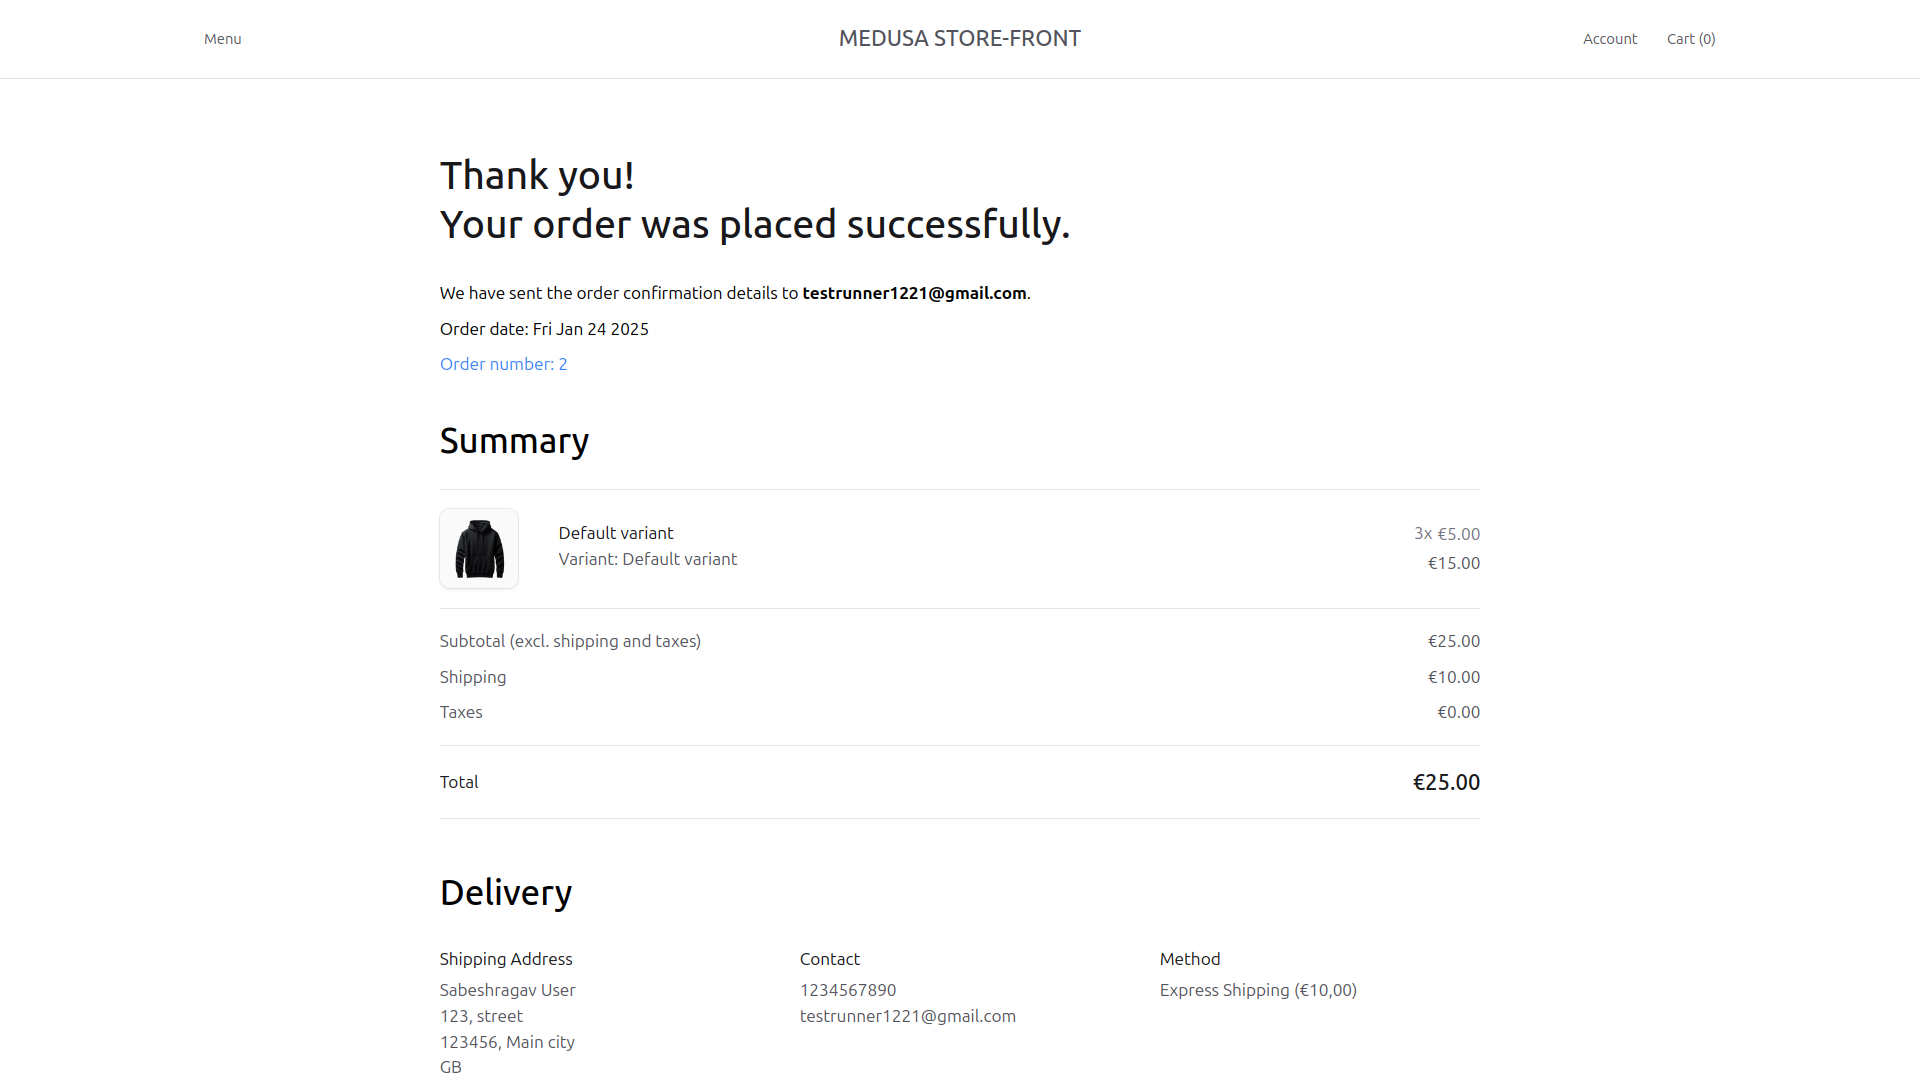 Menu
MEDUSA STORE-FRONT
Account
Cart (0)
Thank you!
Your order was placed successfully.
We have sent the order confirmation details to testrunner1221@gmail.com.
Order date: Fri Jan 24 2025
Order number: 2
Summary
Default variant
Variant: Default variant
3x €5.00
€15.00
Subtotal (excl. shipping and taxes) €25.00
Shipping €10.00
Taxes €0.00
Total €25.00
Delivery
Shipping Address
Sabeshragav User
123, street
123456, Main city
GB
Contact
1234567890
testrunner1221@gmail.com
Method
Express Shipping (€10,00)